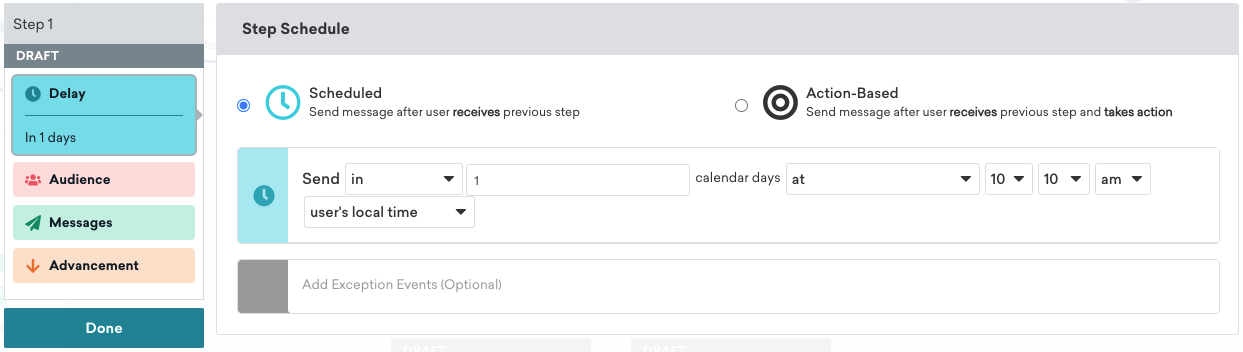 Step 1
DRAFT
Delay
In 1 days
Audience
Messages
Advancement
Done
Step Schedule
Scheduled
Send message after user receives previous step
Action-Based
Send message after user receives previous step and takes action
Send in 1 calendar days at 10 10 am
user's local time
Add Exception Events (Optional)
DRAFT DRAFT